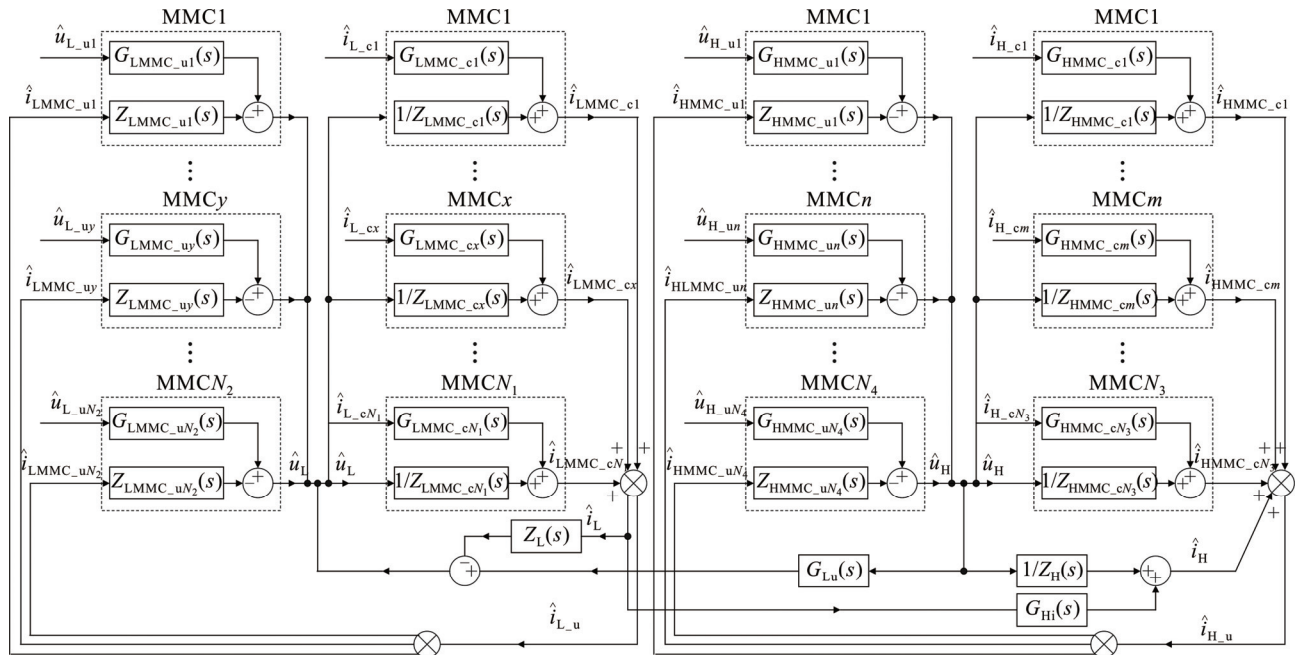 MMC1 MMC1 MMC1 MMC1
û_L_u1 G_LMMC_u1(s) î_L_c1 G_LMMC_c1(s) û_H_u1 G_HMMC_u1(s) î_H_c1 G_HMMC_c1(s)
î_LMMC_u1 Z_LMMC_u1(s) − + 1/Z_LMMC_c1(s) + + î_LMMC_c1 î_HMMC_u1 Z_HMMC_u1(s) − + 1/Z_HMMC_c1(s) + + î_HMMC_c1
⋮ ⋮ ⋮ ⋮
MMCy MMCx MMCn MMCm
û_L_uy G_LMMC_uy(s) î_L_cx G_LMMC_cx(s) û_H_un G_HMMC_un(s) î_H_cm G_HMMC_cm(s)
î_LMMC_uy Z_LMMC_uy(s) − + 1/Z_LMMC_cx(s) + + î_LMMC_cx î_HLMMC_un Z_HMMC_un(s) − + 1/Z_HMMC_cm(s) + + î_HMMC_cm
⋮ ⋮ ⋮ ⋮
MMCN₂ MMCN₁ MMCN₄ MMCN₃
û_L_uN₂ G_LMMC_uN₂(s) î_L_cN₁ G_LMMC_cN₁(s) û_H_uN₄ G_HMMC_uN₄(s) î_H_cN₃ G_HMMC_cN₃(s)
î_LMMC_uN₂ Z_LMMC_uN₂(s) − + û_L û_L 1/Z_LMMC_cN₁(s) + + î_LMMC_cN + + + î_HMMC_uN₄ Z_HMMC_uN₄(s) − + û_H û_H 1/Z_HMMC_cN₃(s) + + î_HMMC_cN₃ + + + +
Z_L(s) î_L
− + G_Lu(s) 1/Z_H(s) + + î_H
G_Hi(s)
î_L_u î_H_u